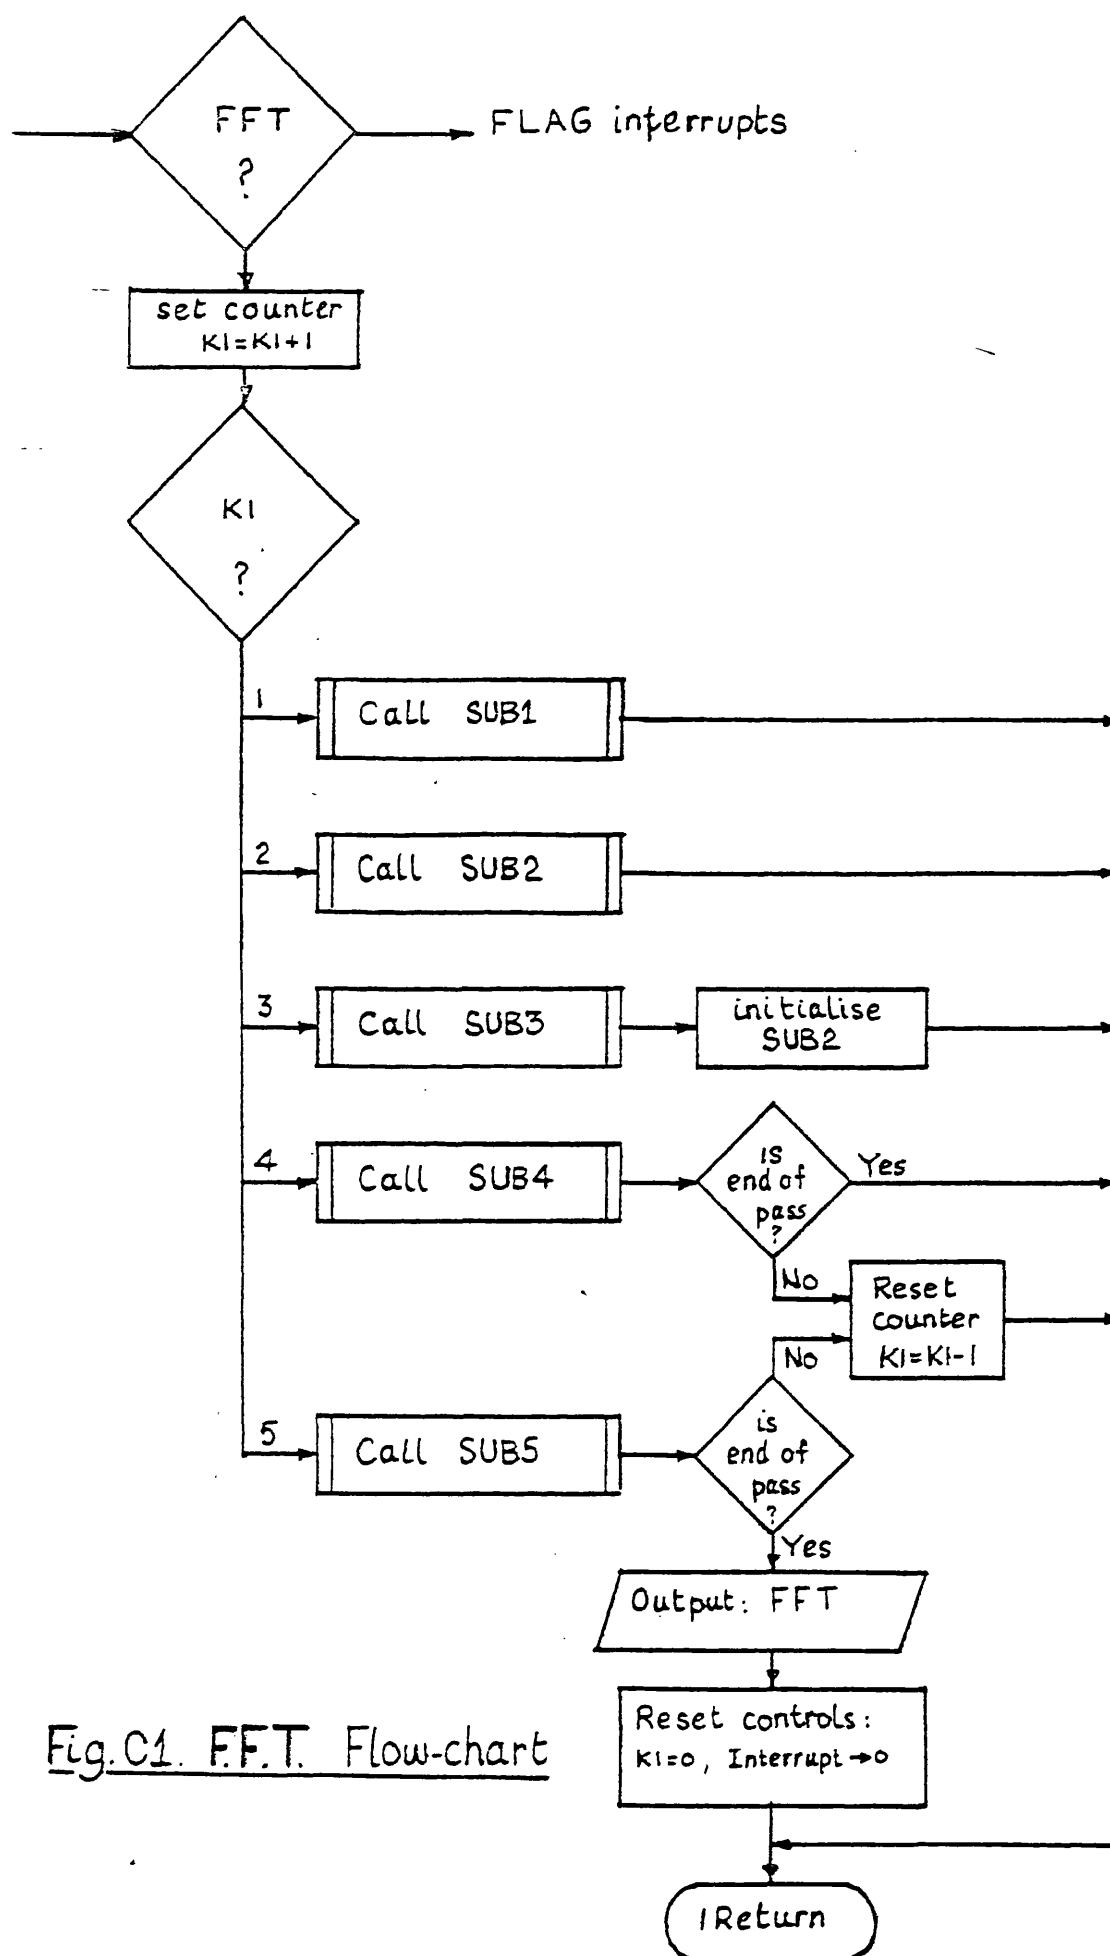 FFT
?
FLAG interrupts
set counter
K1=K1+1
K1
?
1
Call SUB1
2
Call SUB2
3
Call SUB3
initialise
SUB2
4
Call SUB4
is
end of
pass
?
Yes
No
Reset
counter
K1=K1-1
No
5
Call SUB5
is
end of
pass
?
Yes
Output: FFT
Reset controls:
K1=0, Interrupt→0
Fig. C1. F.F.T. Flow-chart
1Return